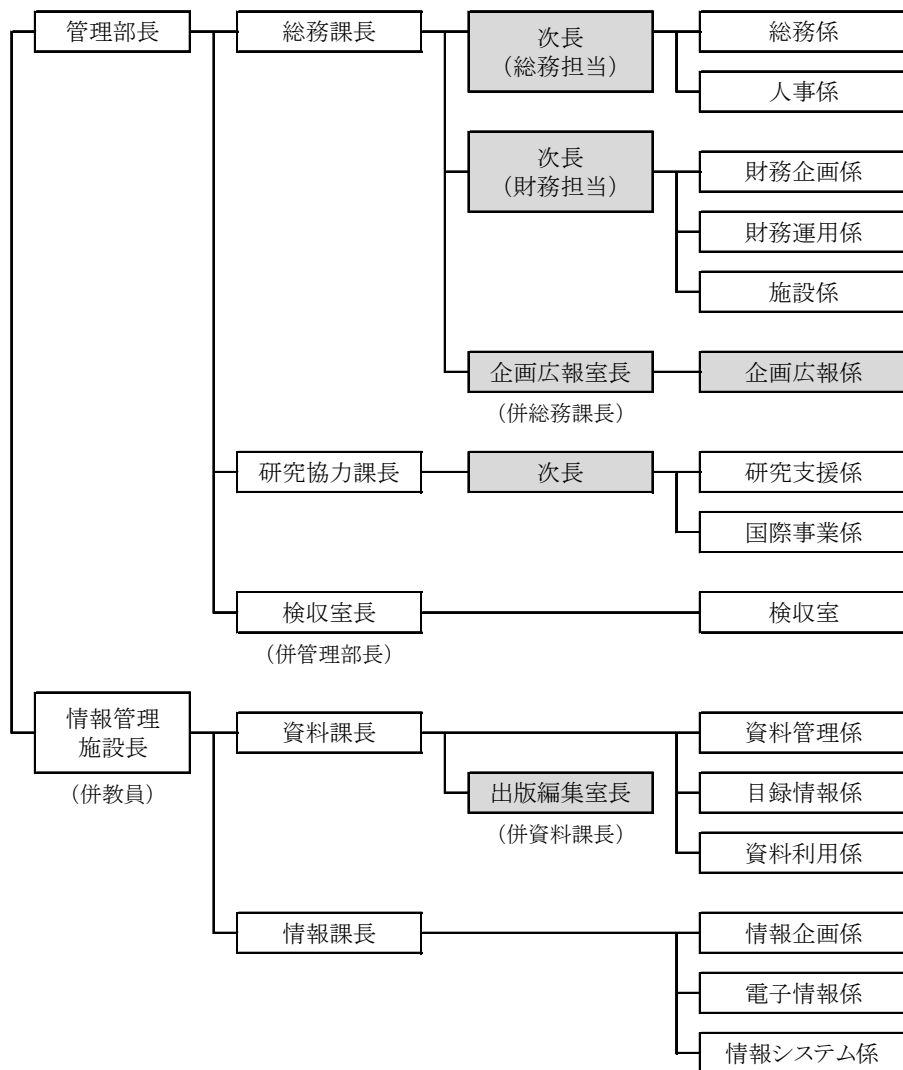 管理部長
総務課長
次長
（総務担当）
総務係
人事係
次長
（財務担当）
財務企画係
財務運用係
施設係
企画広報室長
（併総務課長）
企画広報係
研究協力課長
次長
研究支援係
国際事業係
検収室長
（併管理部長）
検収室
情報管理
施設長
（併教員）
資料課長
資料管理係
出版編集室長
（併資料課長）
目録情報係
資料利用係
情報課長
情報企画係
電子情報係
情報システム係